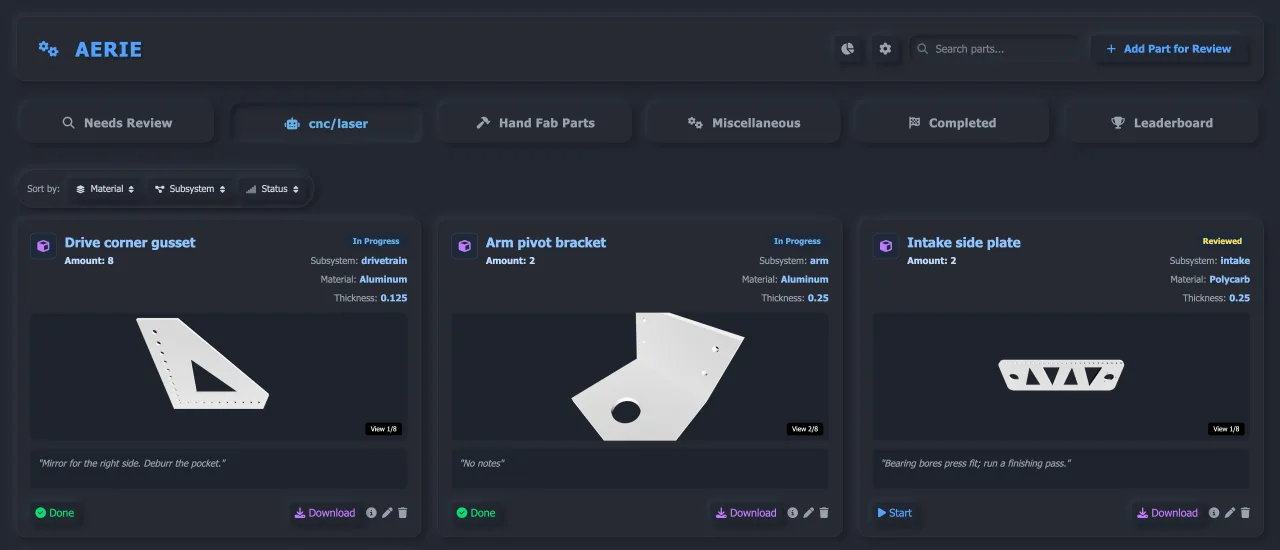 AERIE
Search parts...
+ Add Part for Review
Needs Review
cnc/laser
Hand Fab Parts
Miscellaneous
Completed
Leaderboard
Sort by: Material Subsystem Status
Drive corner gusset
In Progress
Amount: 8
Subsystem: drivetrain
Material: Aluminum
Thickness: 0.125
View 1/8
"Mirror for the right side. Deburr the pocket."
Done
Download
Arm pivot bracket
In Progress
Amount: 2
Subsystem: arm
Material: Aluminum
Thickness: 0.25
View 2/8
"No notes"
Done
Download
Intake side plate
Reviewed
Amount: 2
Subsystem: intake
Material: Polycarb
Thickness: 0.25
View 1/8
"Bearing bores press fit; run a finishing pass."
Start
Download